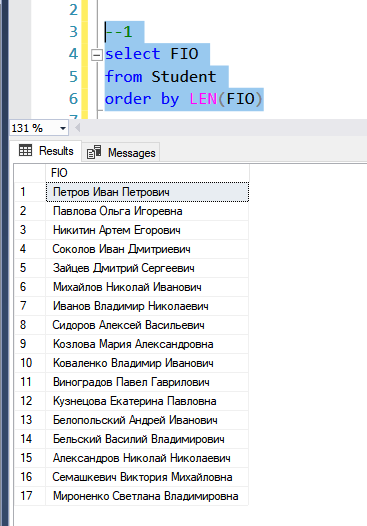 2
3 --1
4 select FIO
5 from Student
6 order by LEN(FIO)
131 %
Results Messages
FIO
1 Петров Иван Петрович
2 Павлова Ольга Игоревна
3 Никитин Артем Егорович
4 Соколов Иван Дмитриевич
5 Зайцев Дмитрий Сергеевич
6 Михайлов Николай Иванович
7 Иванов Владимир Николаевич
8 Сидоров Алексей Васильевич
9 Козлова Мария Александровна
10 Коваленко Владимир Иванович
11 Виноградов Павел Гаврилович
12 Кузнецова Екатерина Павловна
13 Белопольский Андрей Иванович
14 Бельский Василий Владимирович
15 Александров Николай Николаевич
16 Семашкевич Виктория Михайловна
17 Мироненко Светлана Владимировна